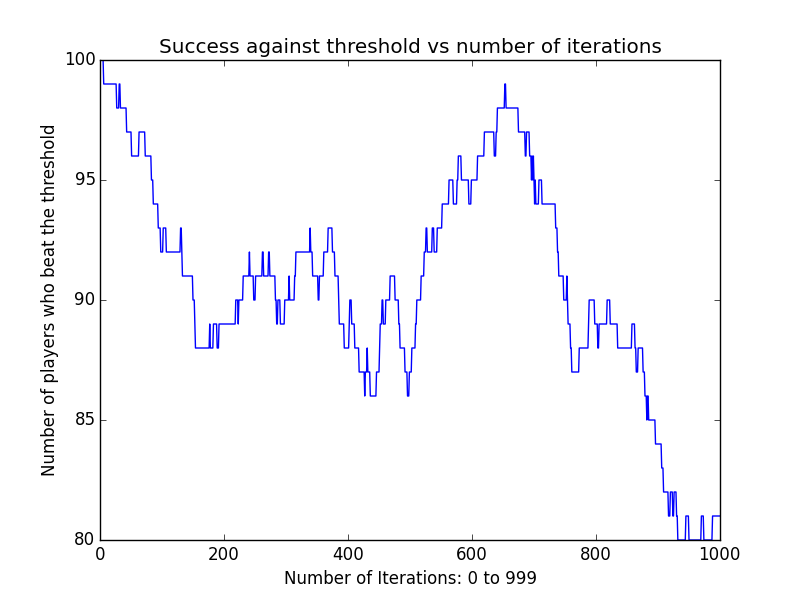 Success against threshold vs number of iterations
100
95
90
85
80
Number of players who beat the threshold
0 200 400 600 800 1000
Number of Iterations: 0 to 999